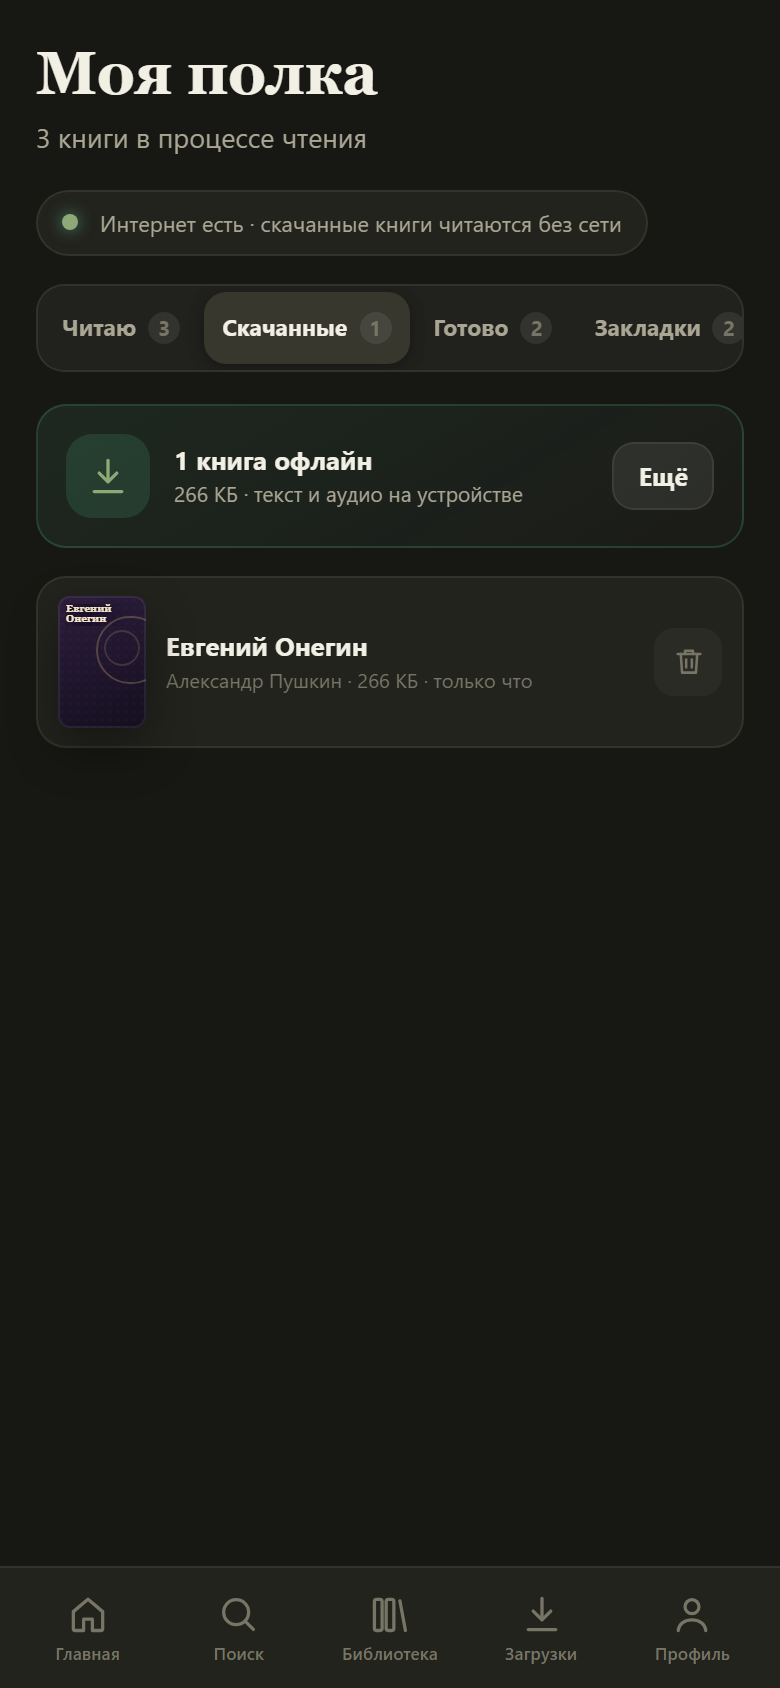 Моя полка
3 книги в процессе чтения
Интернет есть · скачанные книги читаются без сети
Читаю 3 Скачанные 1 Готово 2 Закладки 2
1 книга офлайн
266 КБ · текст и аудио на устройстве
Ещё
Евгений
Онегин
Евгений Онегин
Александр Пушкин · 266 КБ · только что
Главная Поиск Библиотека Загрузки Профиль